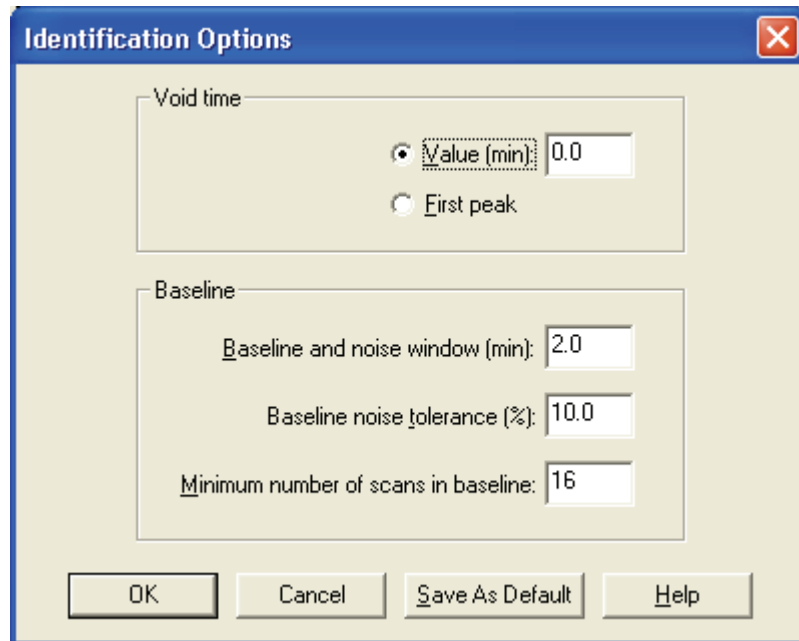 Identification Options
Void time
Value (min): 0.0
First peak
Baseline
Baseline and noise window (min): 2.0
Baseline noise tolerance (%): 10.0
Minimum number of scans in baseline: 16
OK Cancel Save As Default Help